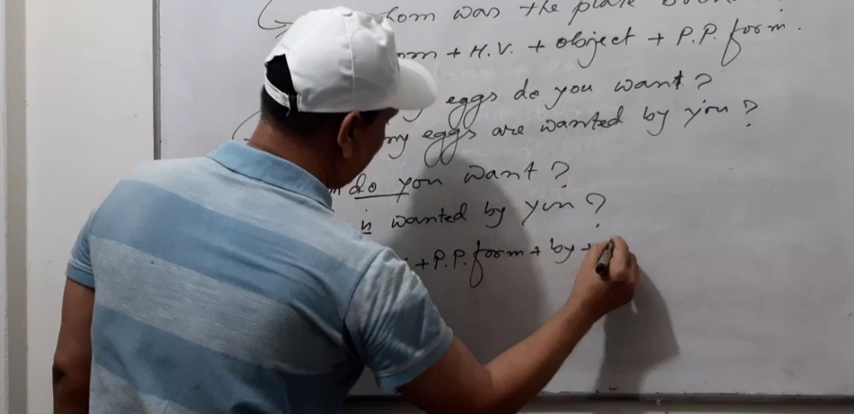 was the plate
+ H.V. + object + P.P. form.
eggs do you want?
eggs are wanted by you?
do you want?
is wanted by you?
+ P.P. form + by +